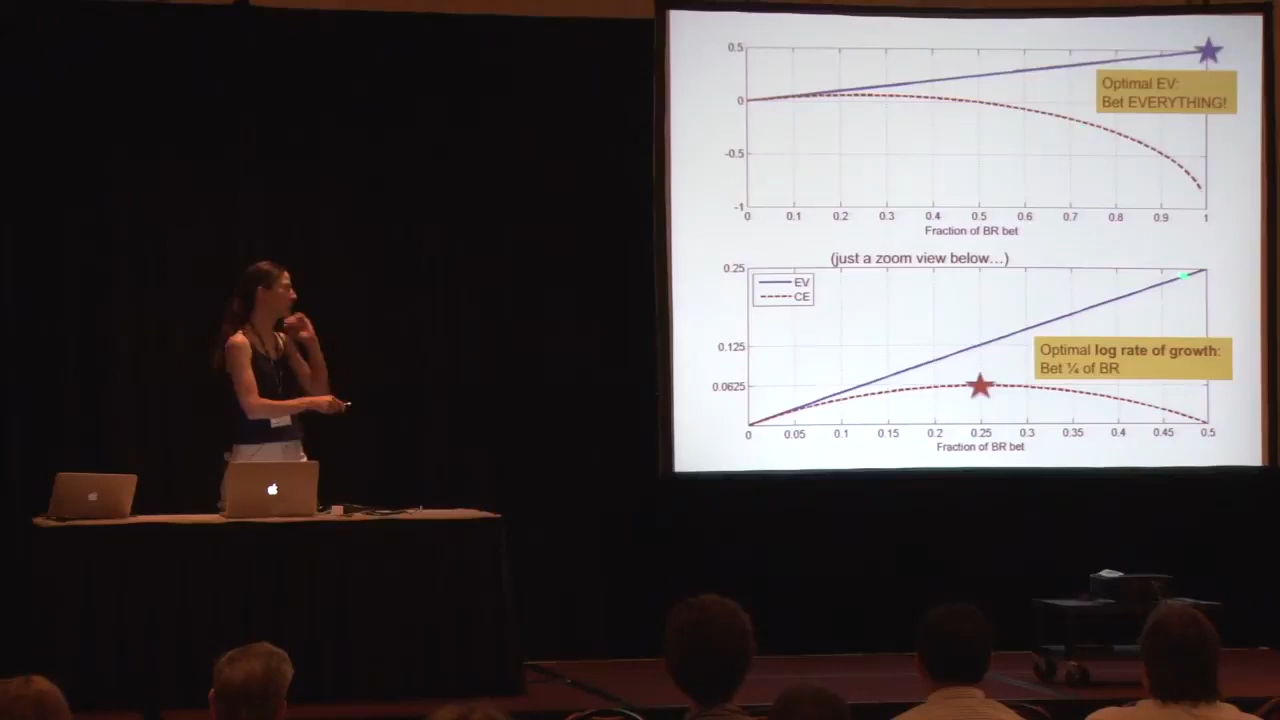 0.5
0
-0.5
-1
0 0.1 0.2 0.3 0.4 0.5 0.6 0.7 0.8 0.9 1
Fraction of BR bet
Optimal EV:
Bet EVERYTHING!
(just a zoom view below…)
0.25
0.125
0.0625
0 0.05 0.1 0.15 0.2 0.25 0.3 0.35 0.4 0.45 0.5
Fraction of BR bet
EV
CE
Optimal log rate of growth:
Bet ¼ of BR